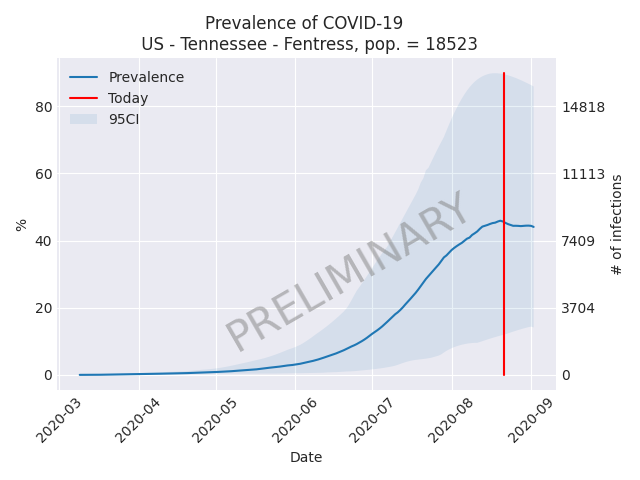 Prevalence of COVID-19
US - Tennessee - Fentress, pop. = 18523
Prevalence
Today
95CI
PRELIMINARY
80
60
40
20
0
%
14818
11113
7409
3704
0
# of infections
2020-03
2020-04
2020-05
2020-06
2020-07
2020-08
2020-09
Date